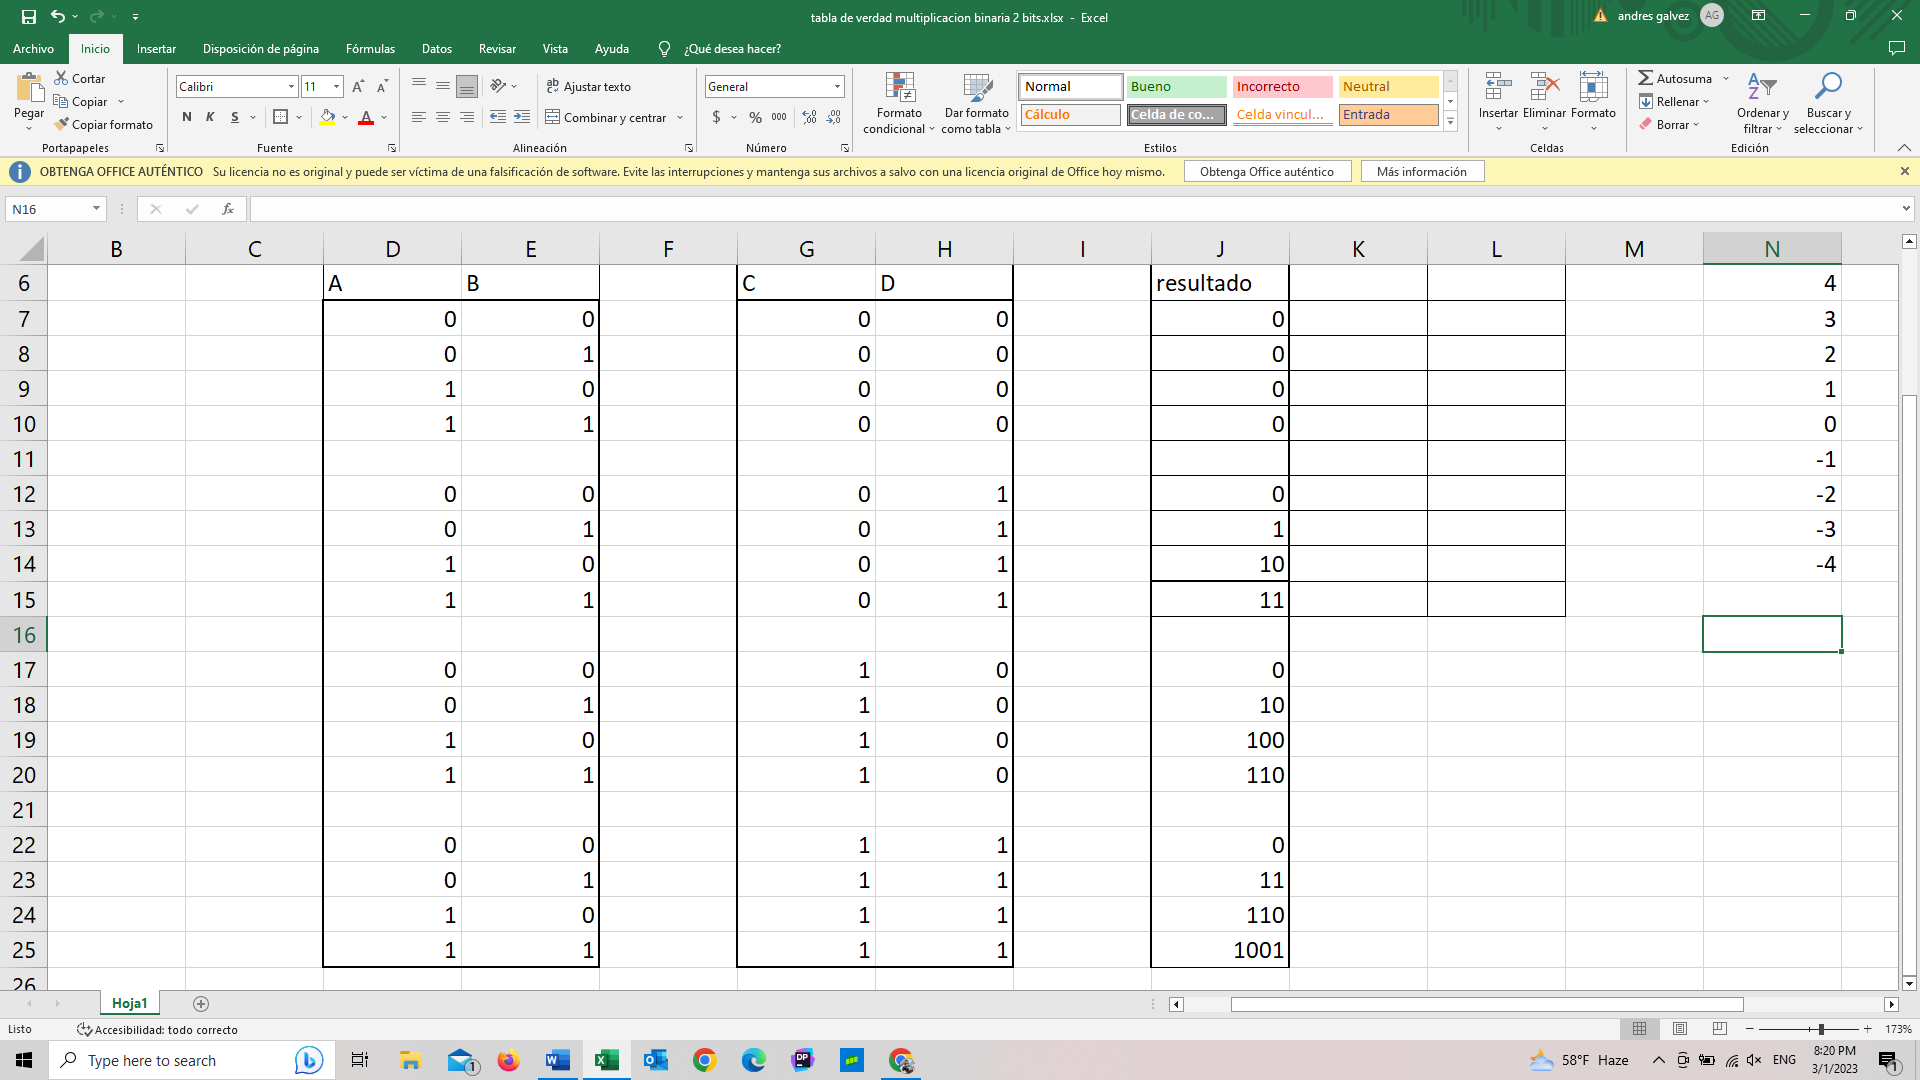 tabla de verdad multiplicacion binaria 2 bits.xlsx - Excel
andres galvez AG
Archivo Inicio Insertar Disposición de página Fórmulas Datos Revisar Vista Ayuda ¿Qué desea hacer?
Pegar
Cortar
Copiar
Copiar formato
Portapapeles
Calibri 11 A A
N K S A
Fuente
ab Ajustar texto
Combinar y centrar
Alineación
General
$ % 000
Número
Formato condicional
Dar formato como tabla
Normal Bueno Incorrecto Neutral
Cálculo Celda de co... Celda vincul... Entrada
Estilos
Insertar Eliminar Formato
Celdas
Autosuma
Rellenar
Borrar
Ordenar y filtrar
Buscar y seleccionar
Edición
OBTENGA OFFICE AUTÉNTICO Su licencia no es original y puede ser víctima de una falsificación de software. Evite las interrupciones y mantenga sus archivos a salvo con una licencia original de Office hoy mismo. Obtenga Office auténtico Más información
N16 fx
B C D E F G H I J K L M N
6 A B C D resultado 4
7 0 0 0 0 0 3
8 0 1 0 0 0 2
9 1 0 0 0 0 1
10 1 1 0 0 0 0
11 -1
12 0 0 0 1 0 -2
13 0 1 0 1 1 -3
14 1 0 0 1 10 -4
15 1 1 0 1 11
16
17 0 0 1 0 0
18 0 1 1 0 10
19 1 0 1 0 100
20 1 1 1 0 110
21
22 0 0 1 1 0
23 0 1 1 1 11
24 1 0 1 1 110
25 1 1 1 1 1001
26
Hoja1
Listo Accesibilidad: todo correcto 173%
Type here to search 58°F Haze ENG 8:20 PM
3/1/2023